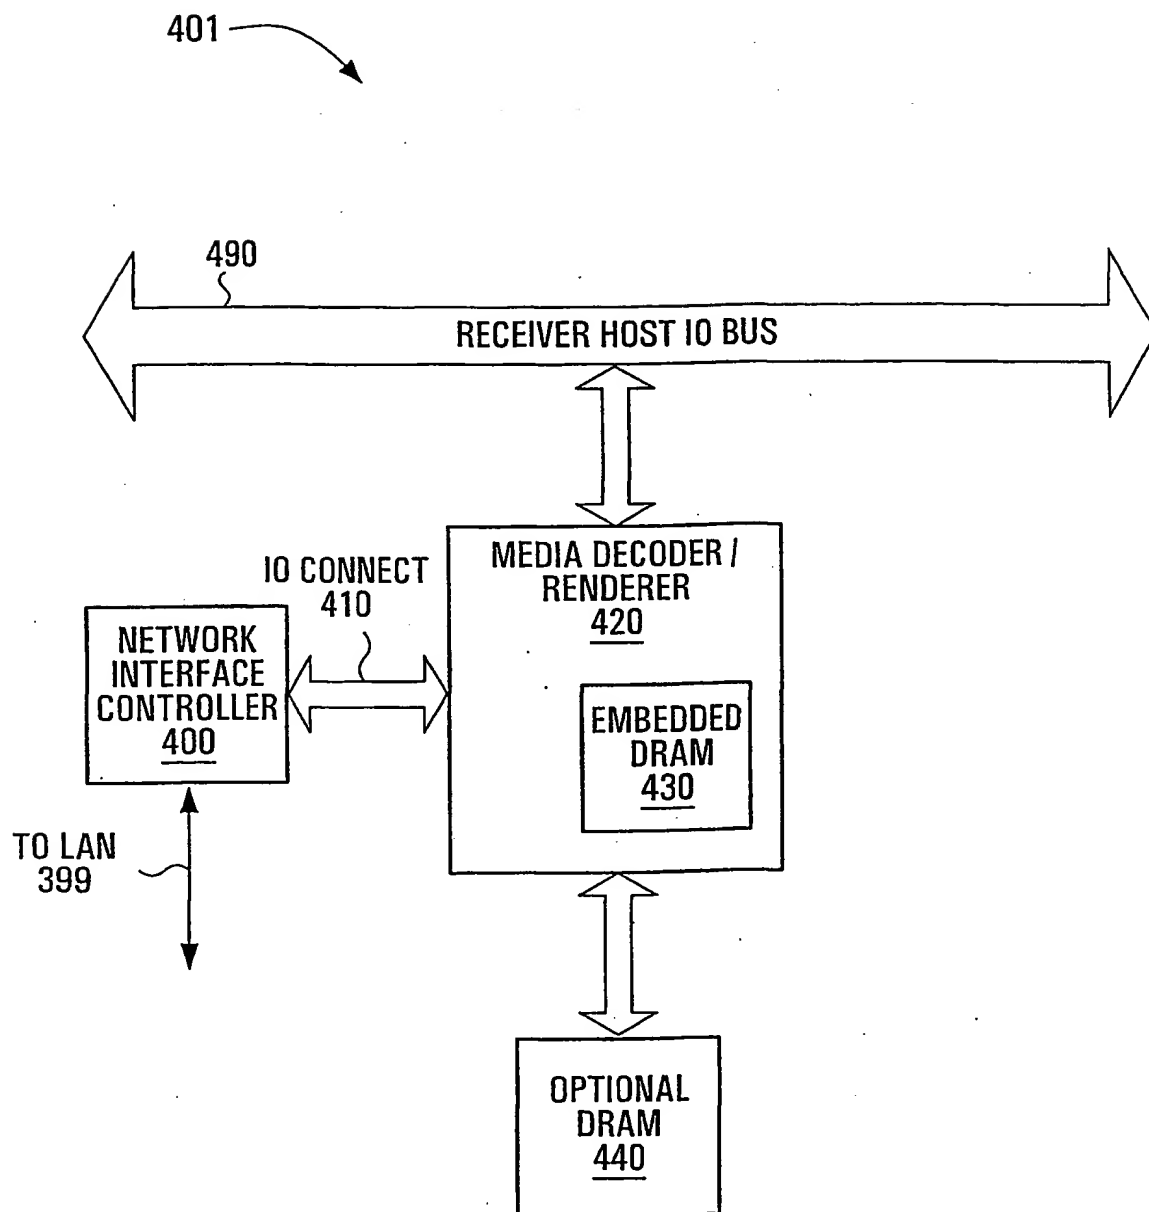 401
490
RECEIVER HOST IO BUS
MEDIA DECODER /
RENDERER
420
IO CONNECT
410
NETWORK
INTERFACE
CONTROLLER
400
EMBEDDED
DRAM
430
TO LAN
399
OPTIONAL
DRAM
440